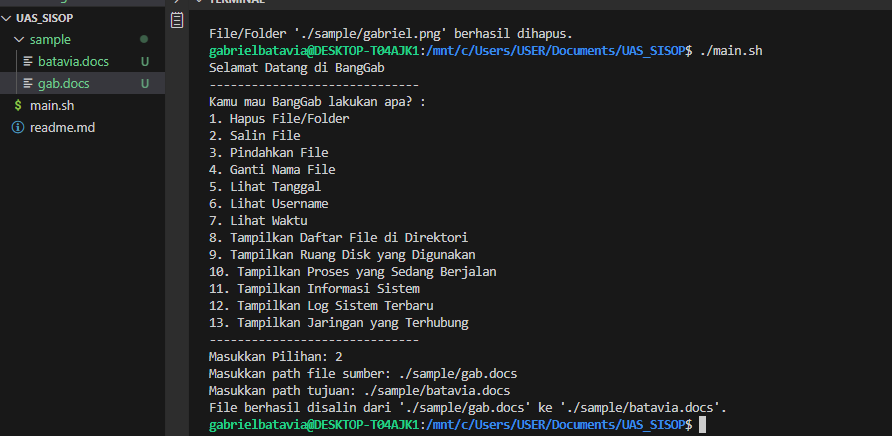 UAS_SISOP
sample
batavia.docs U
gab.docs U
$ main.sh
readme.md
File/Folder './sample/gabriel.png' berhasil dihapus.
gabrielbatavia@DESKTOP-T04AJK1:/mnt/c/Users/USER/Documents/UAS_SISOP$ ./main.sh
Selamat Datang di BangGab
------------------------------
Kamu mau BangGab lakukan apa? :
1. Hapus File/Folder
2. Salin File
3. Pindahkan File
4. Ganti Nama File
5. Lihat Tanggal
6. Lihat Username
7. Lihat Waktu
8. Tampilkan Daftar File di Direktori
9. Tampilkan Ruang Disk yang Digunakan
10. Tampilkan Proses yang Sedang Berjalan
11. Tampilkan Informasi Sistem
12. Tampilkan Log Sistem Terbaru
13. Tampilkan Jaringan yang Terhubung
------------------------------
Masukkan Pilihan: 2
Masukkan path file sumber: ./sample/gab.docs
Masukkan path tujuan: ./sample/batavia.docs
File berhasil disalin dari './sample/gab.docs' ke './sample/batavia.docs'.
gabrielbatavia@DESKTOP-T04AJK1:/mnt/c/Users/USER/Documents/UAS_SISOP$